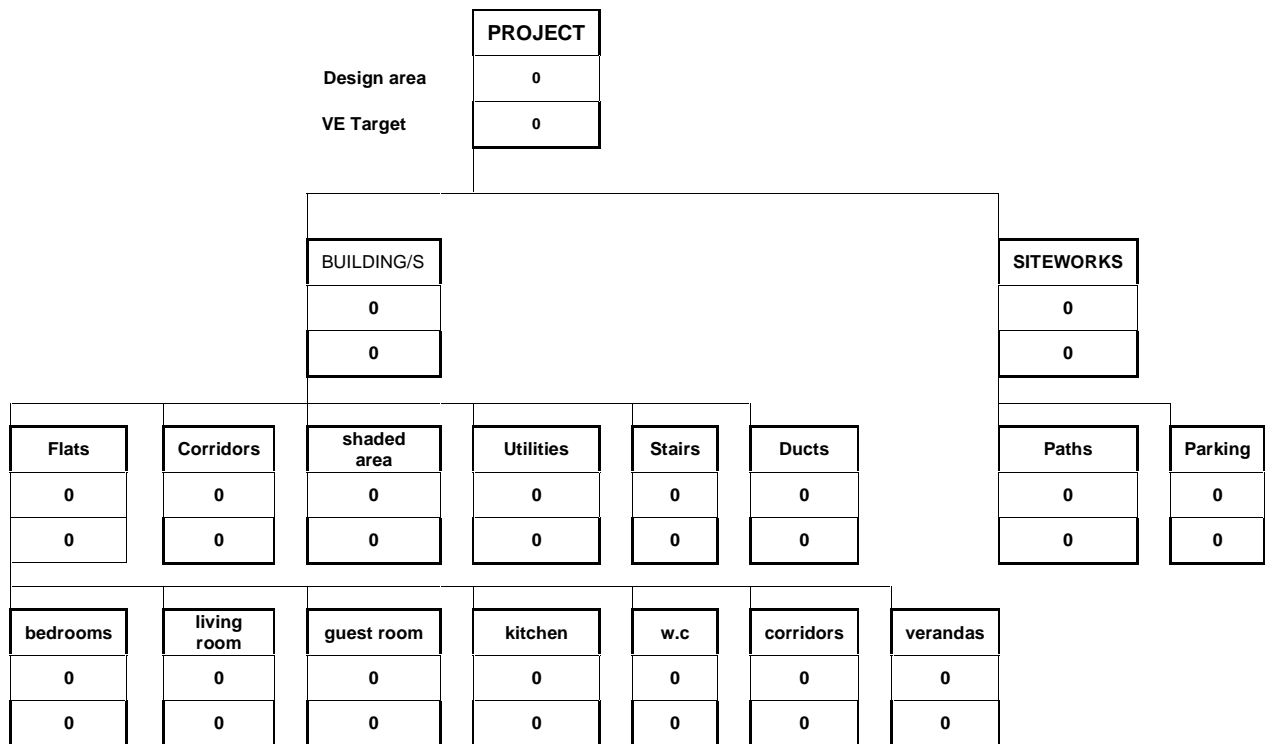 PROJECT
Design area 0
VE Target 0
BUILDING/S SITEWORKS
0 0
0 0
Flats Corridors shaded area Utilities Stairs Ducts Paths Parking
0 0 0 0 0 0 0 0
0 0 0 0 0 0 0 0
bedrooms living room guest room kitchen w.c corridors verandas
0 0 0 0 0 0 0
0 0 0 0 0 0 0